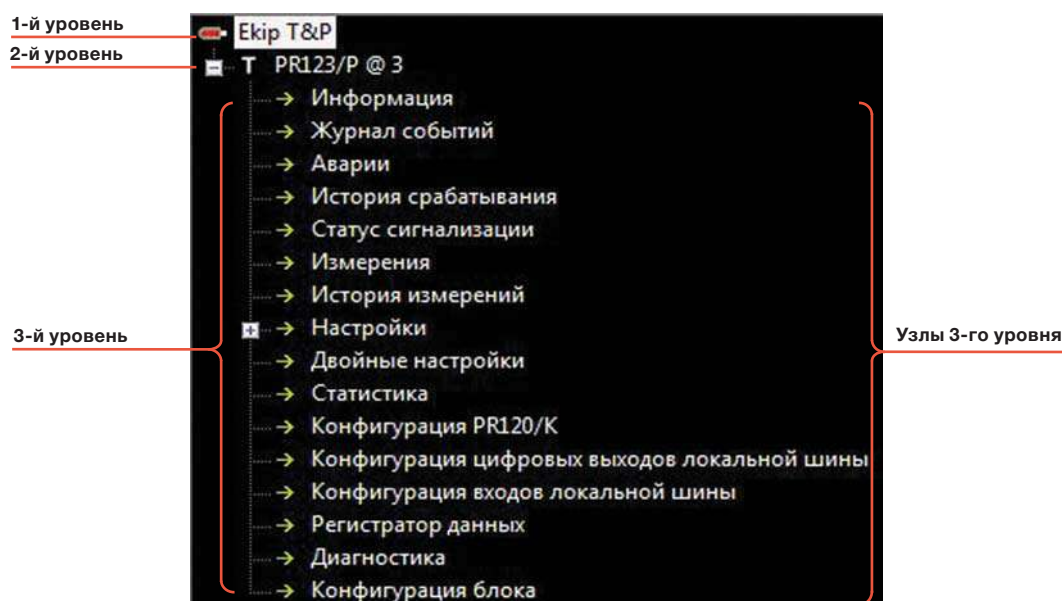 1-й уровень
Ekip T&P
2-й уровень
T PR123/P @ 3
Информация
Журнал событий
Аварии
История срабатывания
Статус сигнализации
Измерения
История измерений
3-й уровень
Настройки
Узлы 3-го уровня
Двойные настройки
Статистика
Конфигурация PR120/K
Конфигурация цифровых выходов локальной шины
Конфигурация входов локальной шины
Регистратор данных
Диагностика
Конфигурация блока